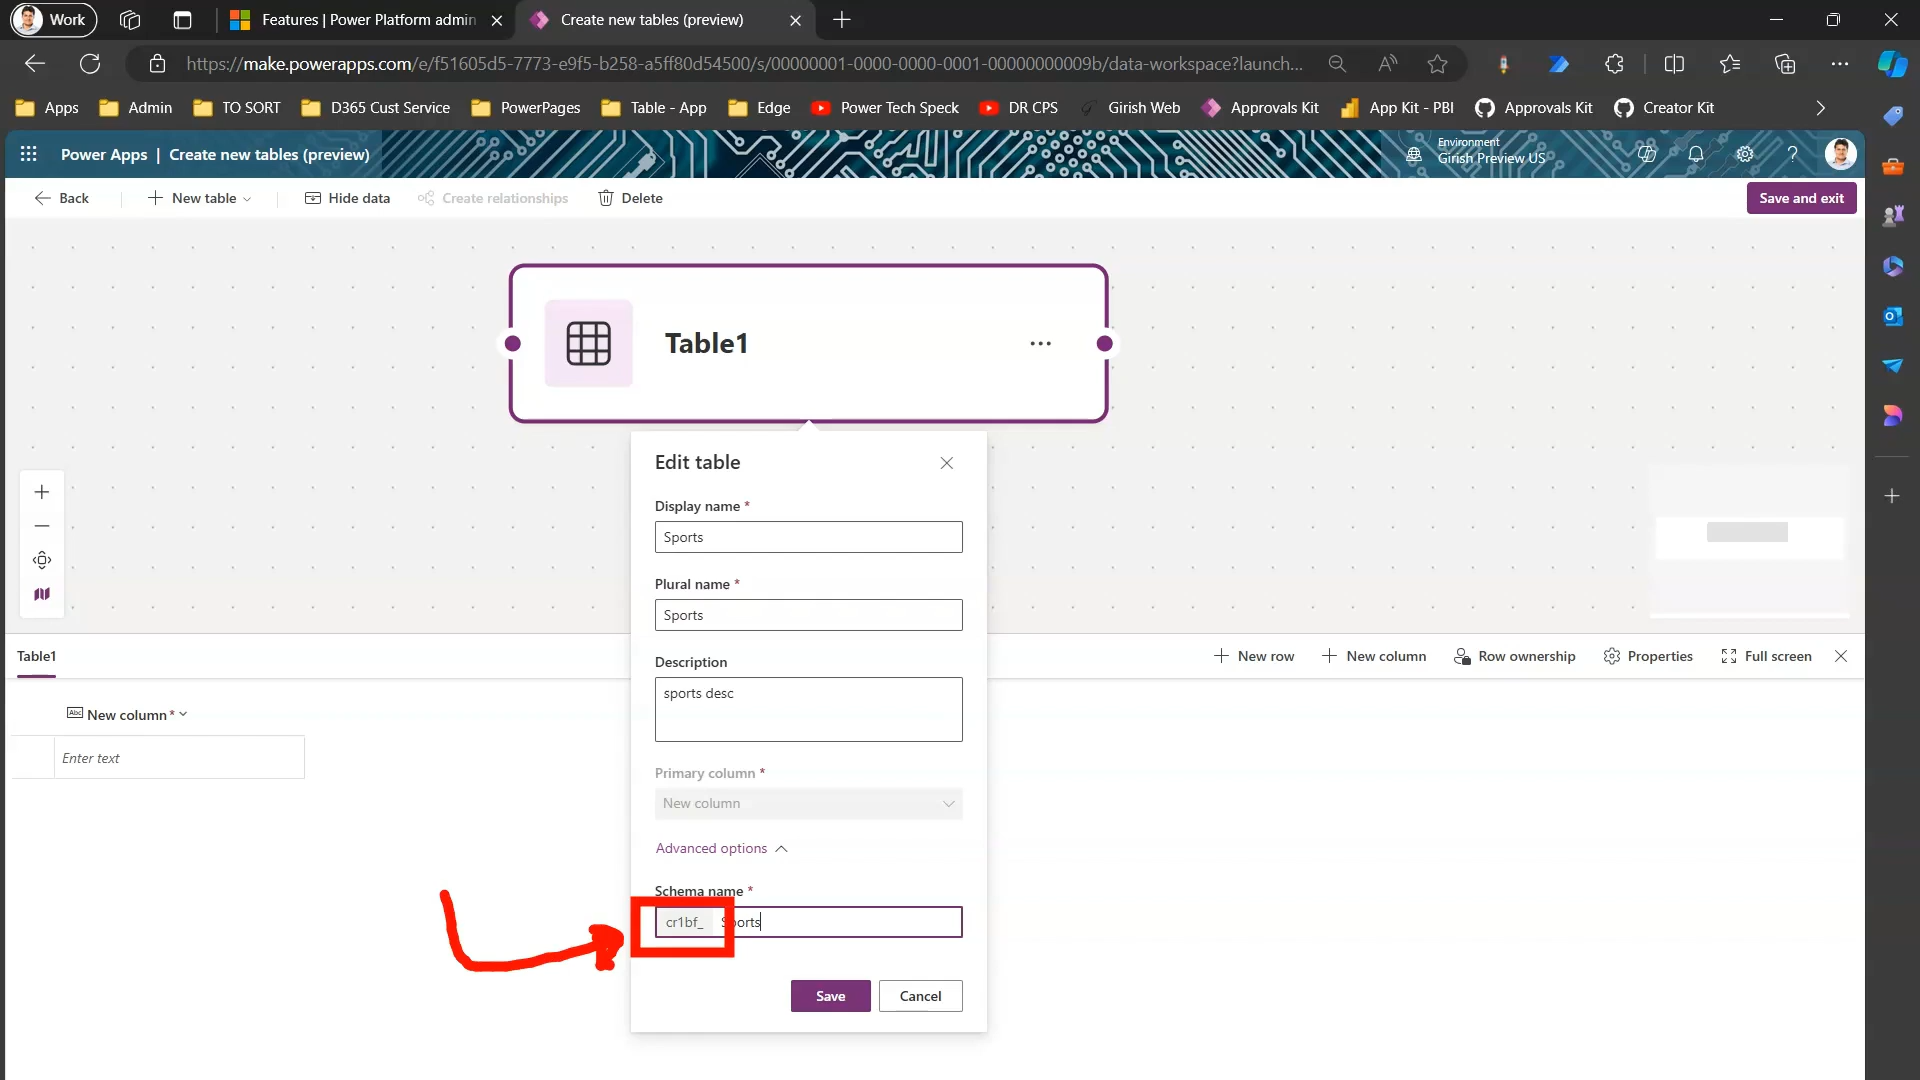 Work
Features | Power Platform admin
Create new tables (preview)
https://make.powerapps.com/e/f51605d5-7773-e9f5-b258-a5ff80d54500/s/00000001-0000-0000-0001-00000000009b/data-workspace?launch...
Apps
Admin
TO SORT
D365 Cust Service
PowerPages
Table - App
Edge
Power Tech Speck
DR CPS
Girish Web
Approvals Kit
App Kit - PBI
Approvals Kit
Creator Kit
Power Apps | Create new tables (preview)
Environment
Girish Preview US
Back
New table
Hide data
Create relationships
Delete
Save and exit
Table1
Edit table
Display name *
Sports
Plural name *
Sports
Description
sports desc
Primary column *
New column
Advanced options
Schema name *
cr1bf_
Sports
Save
Cancel
Table1
New row
New column
Row ownership
Properties
Full screen
Abc
New column *
Enter text